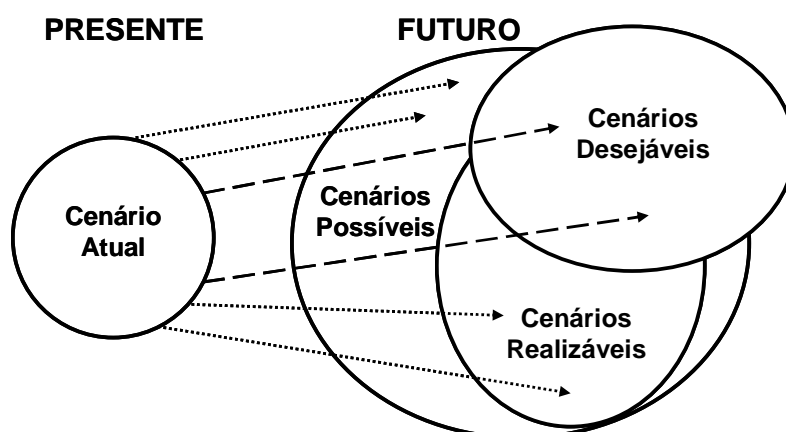 PRESENTE
FUTURO
Cenário
Atual
Cenários
Possíveis
Cenários
Desejáveis
Cenários
Realizáveis